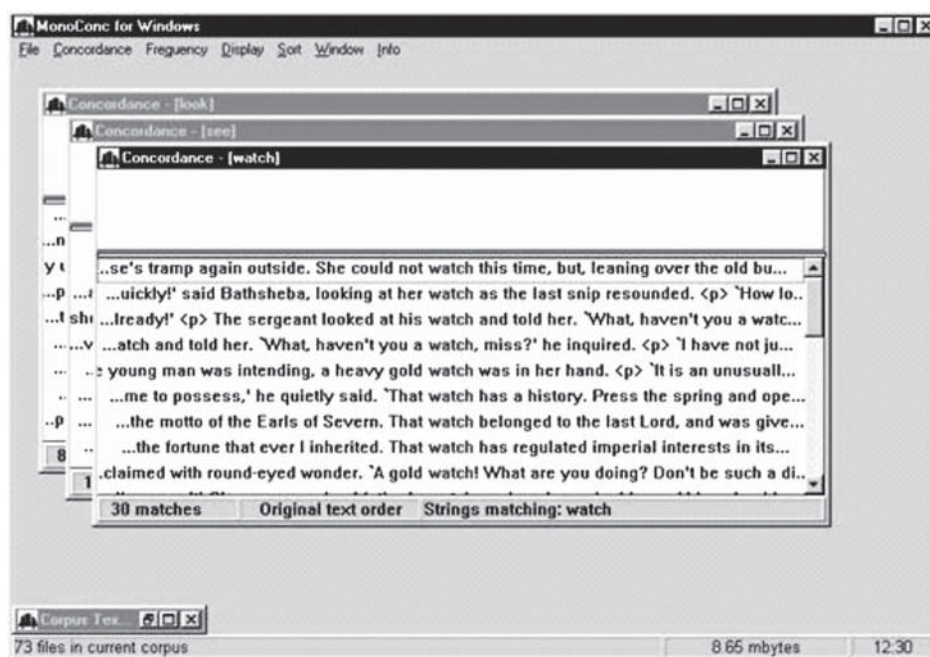 MonoConc for Windows
File Concordance Frequency Display Sort Window Info
Concordance - [look]
Concordance - [see]
Concordance - [watch]
...se's tramp again outside. She could not watch this time, but, leaning over the old bu...
...uickly!' said Bathsheba, looking at her watch as the last snip resounded. <p> `How lo..
...lready!' <p> The sergeant looked at his watch and told her. `What, haven't you a watc...
...atch and told her. `What, haven't you a watch, miss?' he inquired. <p> `I have not ju...
e young man was intending, a heavy gold watch was in her hand. <p> `It is an unusuall...
...me to possess,' he quietly said. `That watch has a history. Press the spring and ope...
...the motto of the Earls of Severn. That watch belonged to the last Lord, and was give...
...the fortune that ever I inherited. That watch has regulated imperial interests in its...
.claimed with round-eyed wonder. `A gold watch! What are you doing? Don't be such a di..
30 matches Original text order Strings matching: watch
Corpus Tex...
73 files in current corpus 8.65 mbytes 12:30